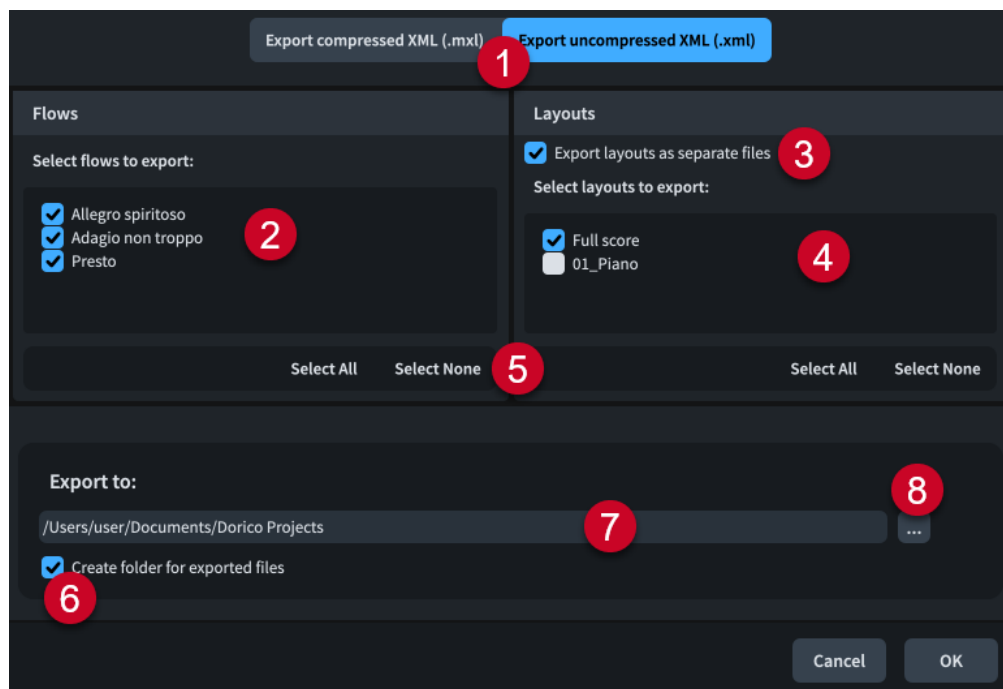 Export compressed XML (.mxl) Export uncompressed XML (.xml)
1
Flows
Select flows to export:
Allegro spiritoso
Adagio non troppo
Presto
2
Select All Select None
5
Layouts
Export layouts as separate files
3
Select layouts to export:
Full score
01_Piano
4
Select All Select None
Export to:
8
/Users/user/Documents/Dorico Projects
7
...
Create folder for exported files
6
Cancel OK